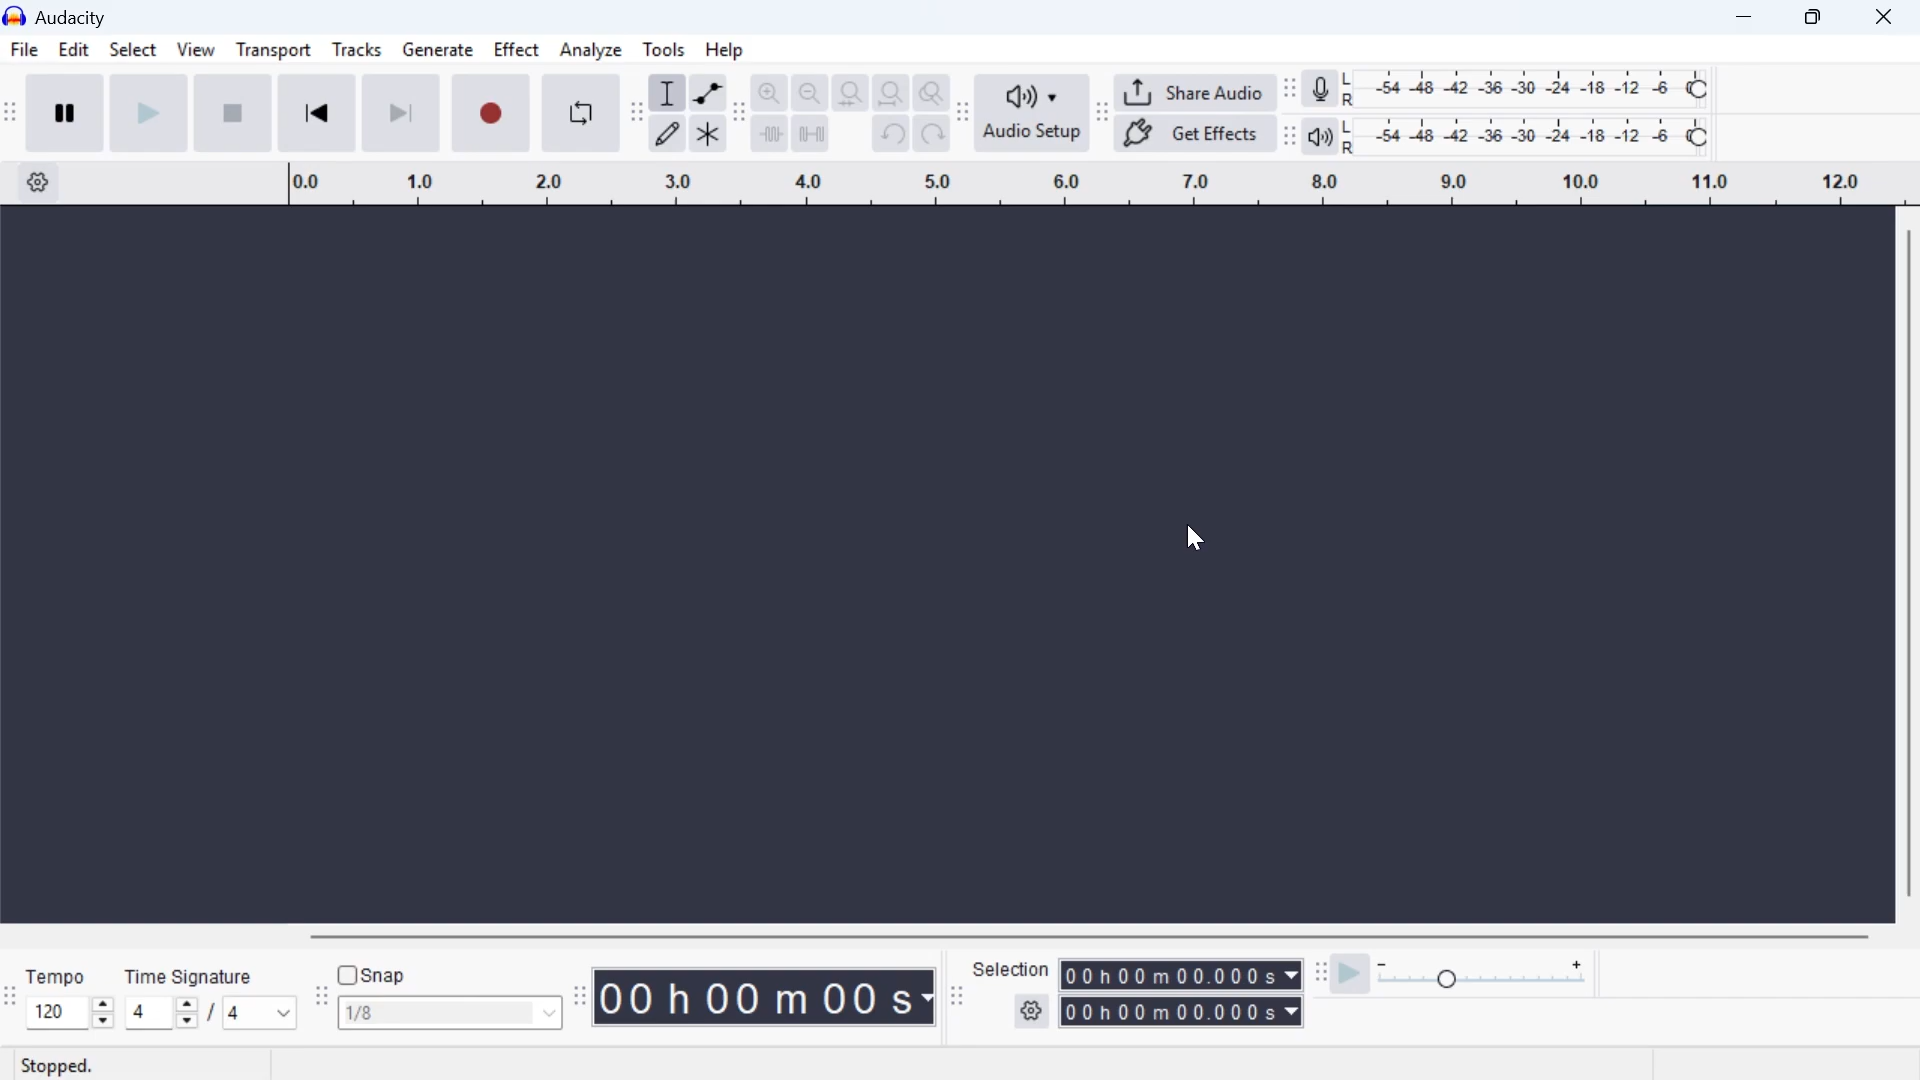 Audacity
File Edit Select View Transport Tracks Generate Effect Analyze Tools Help
Audio Setup
Share Audio
Get Effects
L
R
-54 -48 -42 -36 -30 -24 -18 -12 -6 0
L
R
-54 -48 -42 -36 -30 -24 -18 -12 -6 0
0.0 1.0 2.0 3.0 4.0 5.0 6.0 7.0 8.0 9.0 10.0 11.0 12.0
Tempo
120
Time Signature
4 / 4
Snap
1/8
00 h 00 m 00 s
Selection
00 h 00 m 00.000 s
00 h 00 m 00.000 s
- +
Stopped.